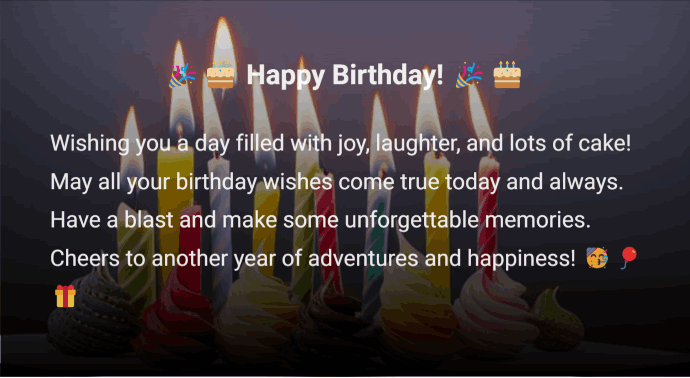 🎉 🎂 Happy Birthday! 🎉 🎂
Wishing you a day filled with joy, laughter, and lots of cake!
May all your birthday wishes come true today and always.
Have a blast and make some unforgettable memories.
Cheers to another year of adventures and happiness! 🥳 🎈
🎁